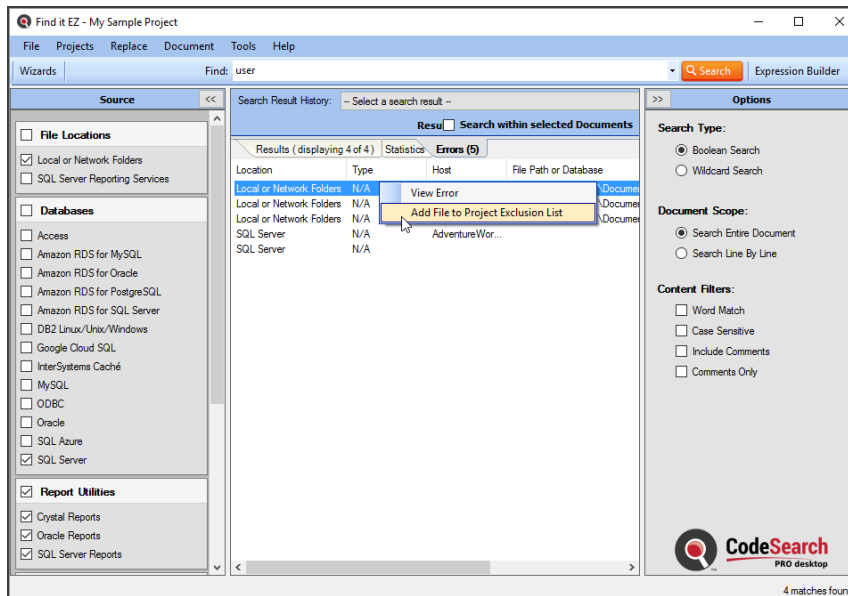 Find it EZ - My Sample Project
File Projects Replace Document Tools Help
Wizards Find: user Search Expression Builder
Source <<
File Locations
Local or Network Folders
SQL Server Reporting Services
Databases
Access
Amazon RDS for MySQL
Amazon RDS for Oracle
Amazon RDS for PostgreSQL
Amazon RDS for SQL Server
DB2 Linux/Unix/Windows
Google Cloud SQL
InterSystems Caché
MySQL
ODBC
Oracle
SQL Azure
SQL Server
Report Utilities
Crystal Reports
Oracle Reports
SQL Server Reports
Search Result History: -- Select a search result --
Resu Search within selected Documents
Results ( displaying 4 of 4 ) Statistics Errors (5)
Location Type Host File Path or Database
Local or Network Folders N/A \Docume
Local or Network Folders N/A \Docume
Local or Network Folders N/A \Docume
SQL Server N/A AdventureWor...
SQL Server N/A
View Error
Add File to Project Exclusion List
>> Options
Search Type:
Boolean Search
Wildcard Search
Document Scope:
Search Entire Document
Search Line By Line
Content Filters:
Word Match
Case Sensitive
Include Comments
Comments Only
CodeSearch
PRO desktop
4 matches foun